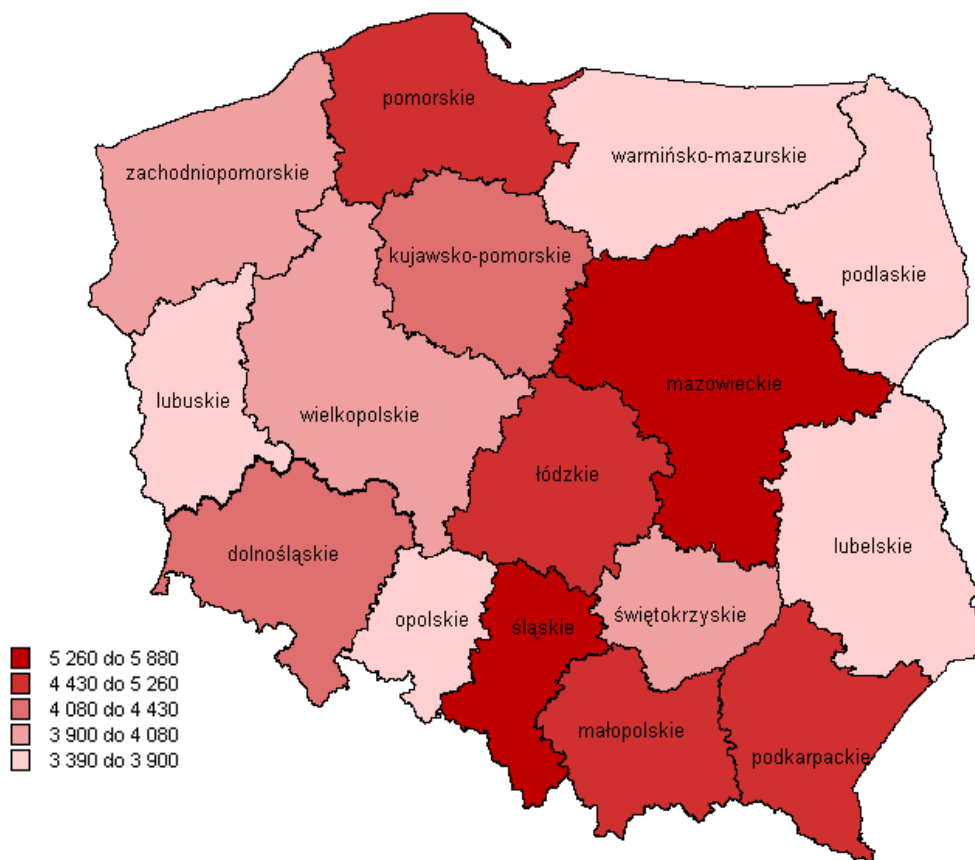 pomorskie
warmińsko-mazurskie
zachodniopomorskie
kujawsko-pomorskie
podlaskie
mazowieckie
lubuskie
wielkopolskie
łódzkie
dolnośląskie
lubelskie
opolskie
śląskie
świętokrzyskie
małopolskie
podkarpackie
5 260 do 5 880
4 430 do 5 260
4 080 do 4 430
3 900 do 4 080
3 390 do 3 900